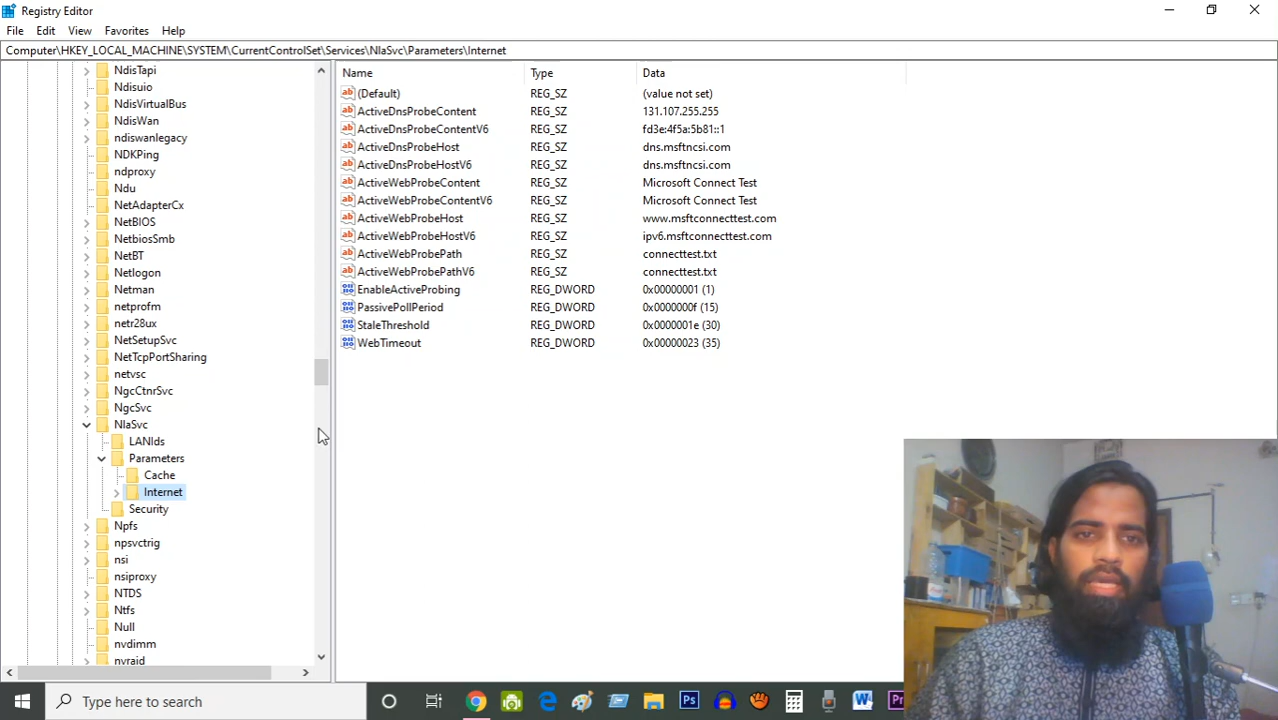 Registry Editor
File Edit View Favorites Help
Computer\HKEY_LOCAL_MACHINE\SYSTEM\CurrentControlSet\Services\NlaSvc\Parameters\Internet
NdisTapi
Ndisuio
NdisVirtualBus
NdisWan
ndiswanlegacy
NDKPing
ndproxy
Ndu
NetAdapterCx
NetBIOS
NetbiosSmb
NetBT
Netlogon
Netman
netprofm
netr28ux
NetSetupSvc
NetTcpPortSharing
netvsc
NgcCtnrSvc
NgcSvc
NlaSvc
LANIds
Parameters
Cache
Internet
Security
Npfs
npsvctrig
nsi
nsiproxy
NTDS
Ntfs
Null
nvdimm
nvraid
Name Type Data
(Default) REG_SZ (value not set)
ActiveDnsProbeContent REG_SZ 131.107.255.255
ActiveDnsProbeContentV6 REG_SZ fd3e:4f5a:5b81::1
ActiveDnsProbeHost REG_SZ dns.msftncsi.com
ActiveDnsProbeHostV6 REG_SZ dns.msftncsi.com
ActiveWebProbeContent REG_SZ Microsoft Connect Test
ActiveWebProbeContentV6 REG_SZ Microsoft Connect Test
ActiveWebProbeHost REG_SZ www.msftconnecttest.com
ActiveWebProbeHostV6 REG_SZ ipv6.msftconnecttest.com
ActiveWebProbePath REG_SZ connecttest.txt
ActiveWebProbePathV6 REG_SZ connecttest.txt
EnableActiveProbing REG_DWORD 0x00000001 (1)
PassivePollPeriod REG_DWORD 0x0000000f (15)
StaleThreshold REG_DWORD 0x0000001e (30)
WebTimeout REG_DWORD 0x00000023 (35)
Type here to search
Ps
W
Pr